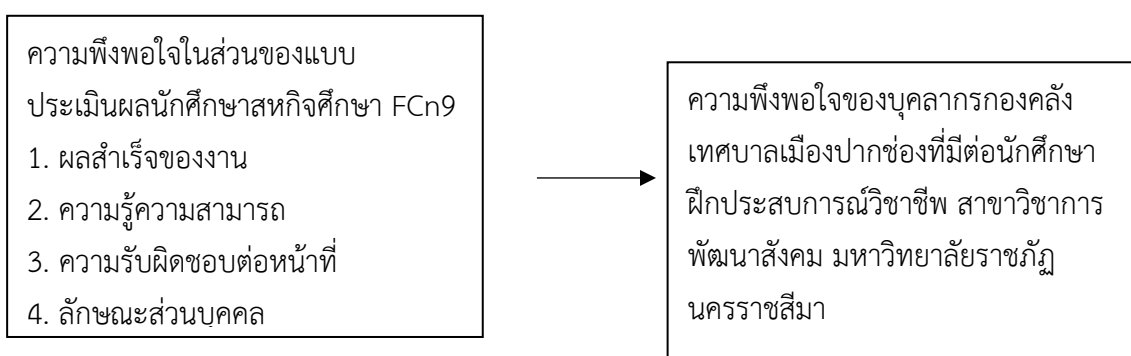 ความพึงพอใจในส่วนของแบบ
ประเมินผลนักศึกษาสหกิจศึกษา FCn9
1. ผลสำเร็จของงาน
2. ความรู้ความสามารถ
3. ความรับผิดชอบต่อหน้าที่
4. ลักษณะส่วนบุคคล
ความพึงพอใจของบุคลากรกองคลัง
เทศบาลเมืองปากช่องที่มีต่อนักศึกษา
ฝึกประสบการณ์วิชาชีพ สาขาวิชาการ
พัฒนาสังคม มหาวิทยาลัยราชภัฏ
นครราชสีมา